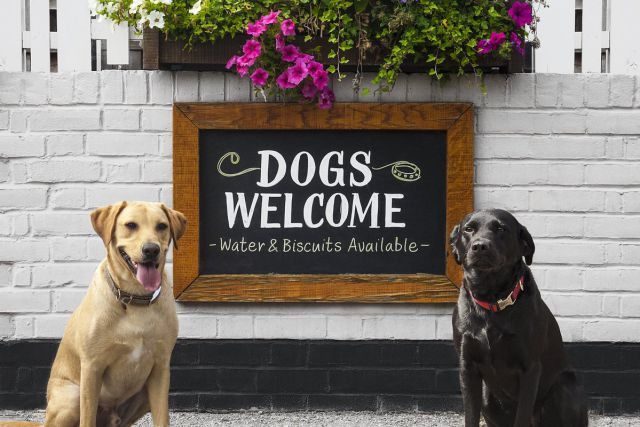 DOGS
WELCOME
- Water & Biscuits Available -